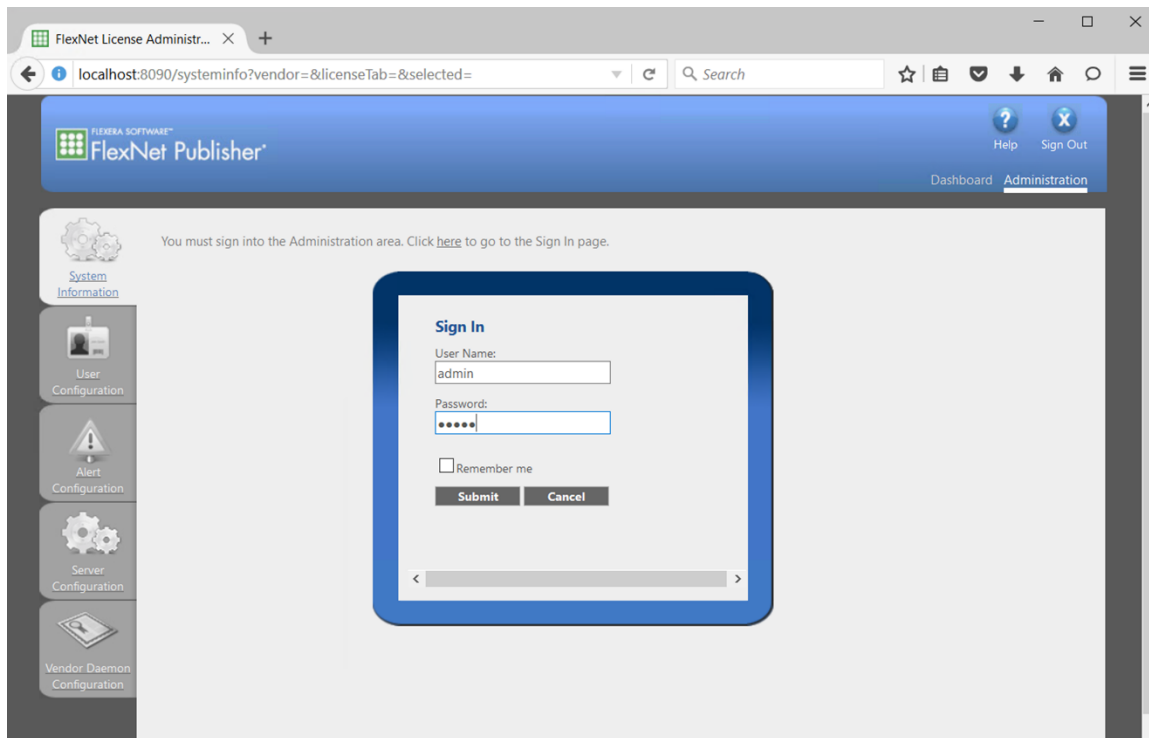 FlexNet License Administr...
localhost:8090/systeminfo?vendor=&licenseTab=&selected=
Search
FLEXERA SOFTWARE™
FlexNet Publisher®
Help Sign Out
Dashboard Administration
System
Information
User
Configuration
Alert
Configuration
Server
Configuration
Vendor Daemon
Configuration
You must sign into the Administration area. Click here to go to the Sign In page.
Sign In
User Name:
admin
Password:
•••••
Remember me
Submit Cancel